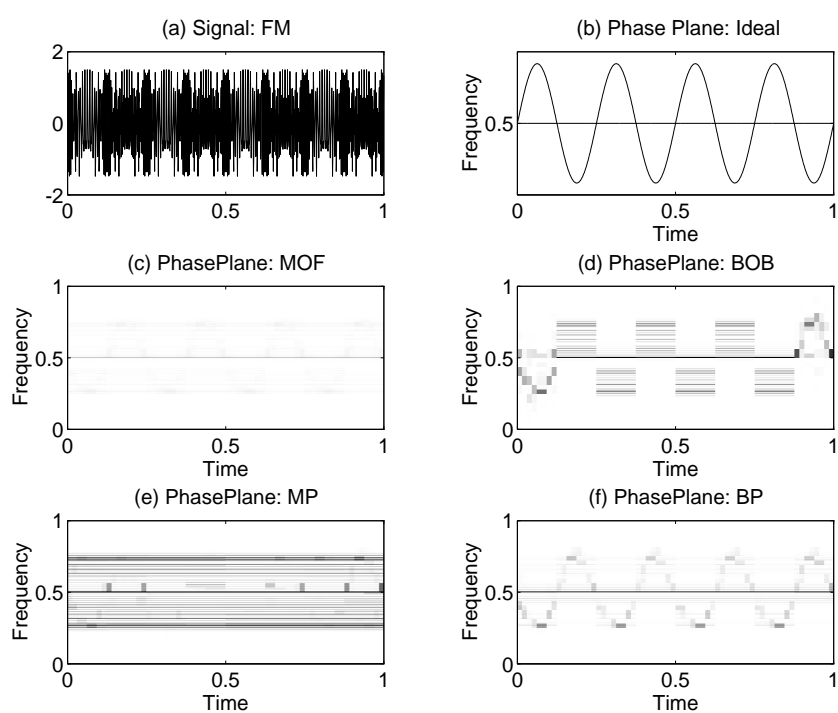 (a) Signal: FM
(b) Phase Plane: Ideal
2
0
-2
0
0.5
1
Frequency
0.5
0
0.5
1
Time
(c) PhasePlane: MOF
Frequency
1
0.5
0
0
0.5
1
Time
(d) PhasePlane: BOB
Frequency
1
0.5
0
0
0.5
1
Time
(e) PhasePlane: MP
Frequency
1
0.5
0
0
0.5
1
Time
(f) PhasePlane: BP
Frequency
1
0.5
0
0
0.5
1
Time